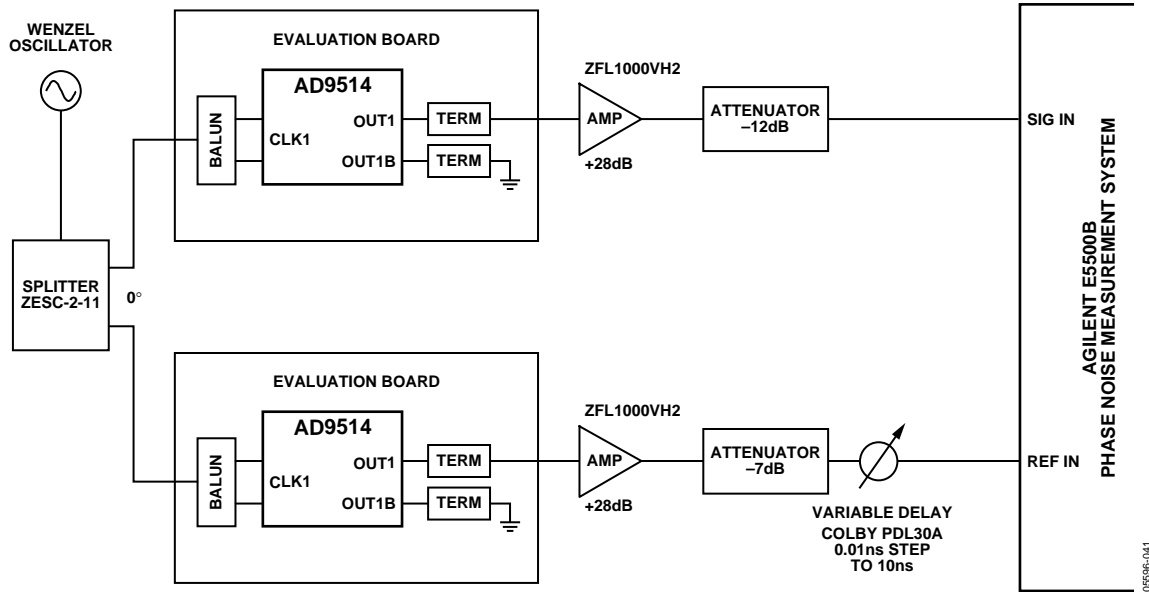 WENZEL
OSCILLATOR
SPLITTER
ZESC-2-11
0°
EVALUATION BOARD
BALUN
AD9514
CLK1
OUT1
OUT1B
TERM
TERM
ZFL1000VH2
AMP
+28dB
ATTENUATOR
–12dB
SIG IN
EVALUATION BOARD
BALUN
AD9514
CLK1
OUT1
OUT1B
TERM
TERM
ZFL1000VH2
AMP
+28dB
ATTENUATOR
–7dB
VARIABLE DELAY
COLBY PDL30A
0.01ns STEP
TO 10ns
REF IN
AGILENT E5500B
PHASE NOISE MEASUREMENT SYSTEM
05596-041